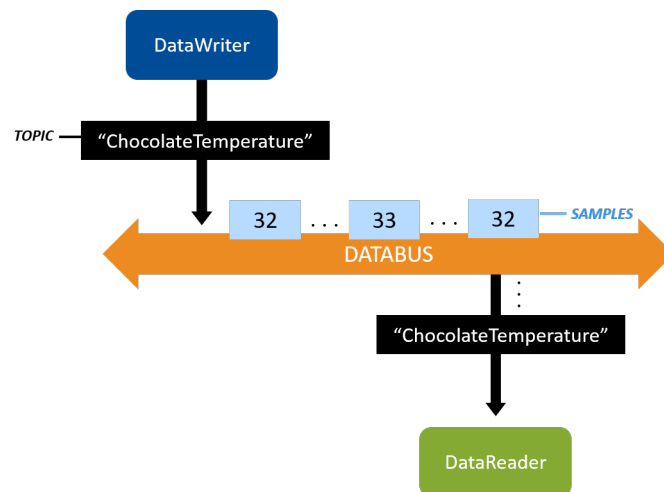 DataWriter
TOPIC
“ChocolateTemperature”
32 . . . 33 . . . 32
SAMPLES
DATABUS
“ChocolateTemperature”
DataReader